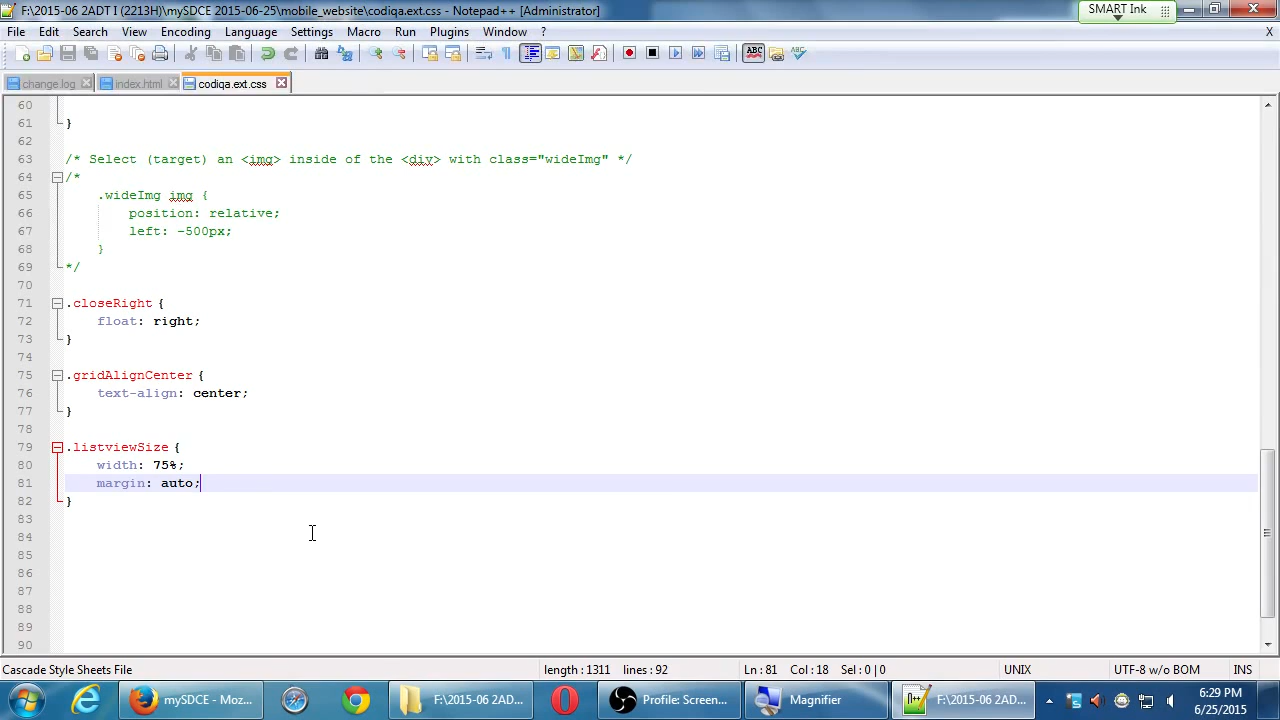 F:\2015-06 2ADT I (2213H)\mySDCE 2015-06-25\mobile_website\codiqa.ext.css - Notepad++ [Administrator]
SMART Ink
File Edit Search View Encoding Language Settings Macro Run Plugins Window ? X
ABC ABC
change.log index.html codiqa.ext.css
60
61 }
62
63 /* Select (target) an <img> inside of the <div> with class="wideImg" */
64 /*
65 .wideImg img {
66 position: relative;
67 left: -500px;
68 }
69 */
70
71 .closeRight {
72 float: right;
73 }
74
75 .gridAlignCenter {
76 text-align: center;
77 }
78
79 .listviewSize {
80 width: 75%;
81 margin: auto;
82 }
83
84
85
86
87
88
89
90
Cascade Style Sheets File length : 1311 lines : 92 Ln : 81 Col : 18 Sel : 0 | 0 UNIX UTF-8 w/o BOM INS
mySDCE - Moz... F:\2015-06 2AD... Profile: Screen... Magnifier F:\2015-06 2AD...
6:29 PM
6/25/2015